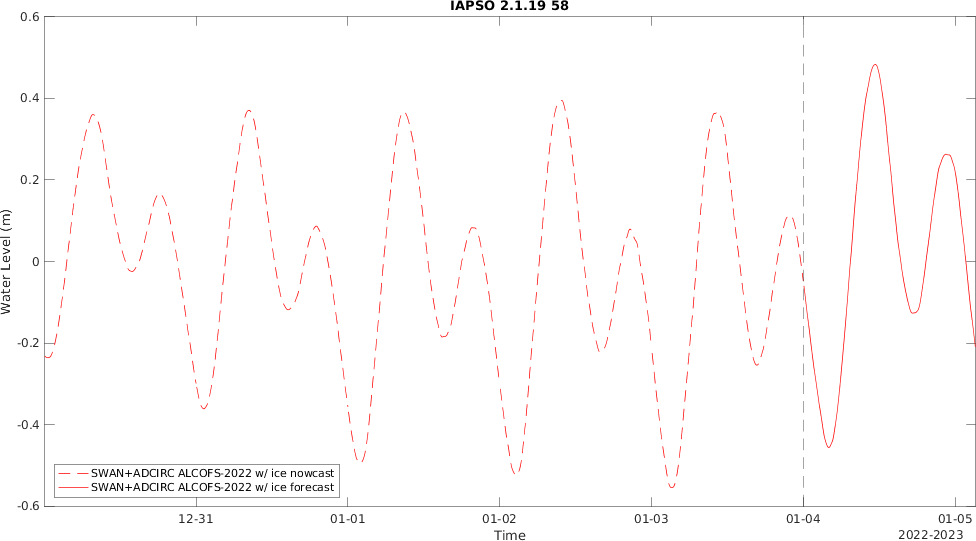 IAPSO 2.1.19 58
0.6
0.4
0.2
0
-0.2
-0.4
-0.6
Water Level (m)
SWAN+ADCIRC ALCOFS-2022 w/ ice nowcast
SWAN+ADCIRC ALCOFS-2022 w/ ice forecast
12-31 01-01 01-02 01-03 01-04 01-05
Time
2022-2023